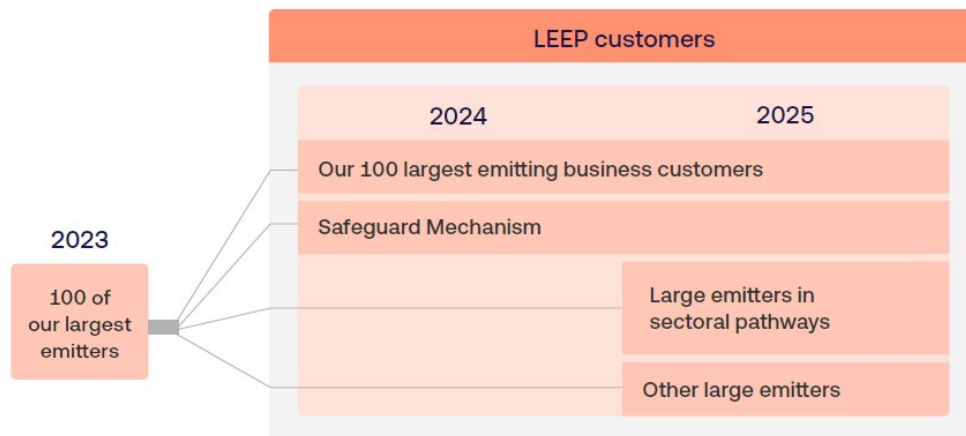 LEEP customers
2024
2025
Our 100 largest emitting business customers
Safeguard Mechanism
2023
100 of
our largest
emitters
Large emitters in
sectoral pathways
Other large emitters